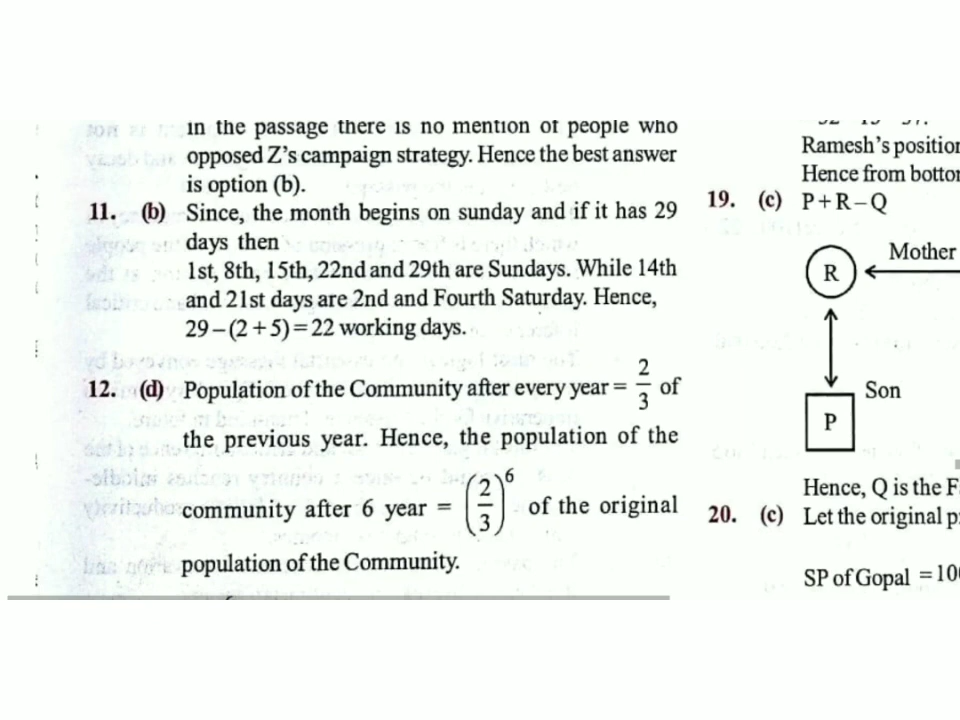 in the passage there is no mention of people who
opposed Z's campaign strategy. Hence the best answer
is option (b).
11. (b) Since, the month begins on sunday and if it has 29
days then
1st, 8th, 15th, 22nd and 29th are Sundays. While 14th
and 21st days are 2nd and Fourth Saturday. Hence,
29 – (2 + 5) = 22 working days.
12. (d) Population of the Community after every year = 2/3 of
the previous year. Hence, the population of the
community after 6 year = (2/3)^6 of the original
population of the Community.
Ramesh's position
Hence from bottom
19. (c) P + R – Q
Mother
R
Son
P
Hence, Q is the
20. (c) Let the original
SP of Gopal = 10